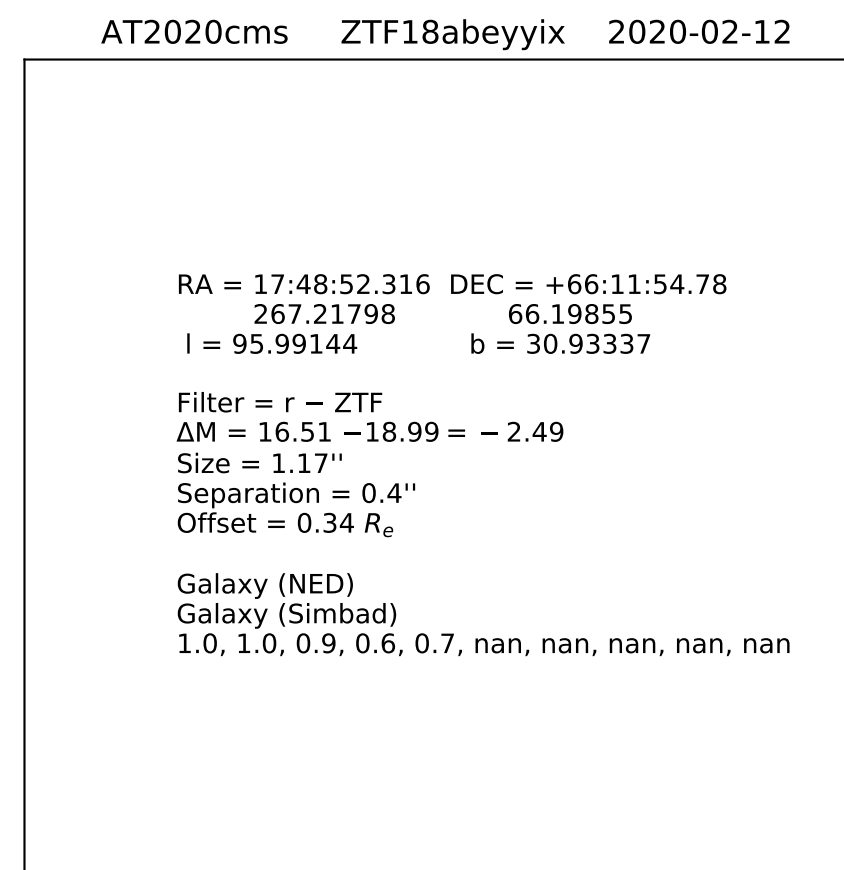 AT2020cms ZTF18abeyyix 2020-02-12
RA = 17:48:52.316 DEC = +66:11:54.78
267.21798 66.19855
l = 95.99144 b = 30.93337
Filter = r − ZTF
ΔM = 16.51 −18.99 = − 2.49
Size = 1.17''
Separation = 0.4''
Offset = 0.34 Re
Galaxy (NED)
Galaxy (Simbad)
1.0, 1.0, 0.9, 0.6, 0.7, nan, nan, nan, nan, nan